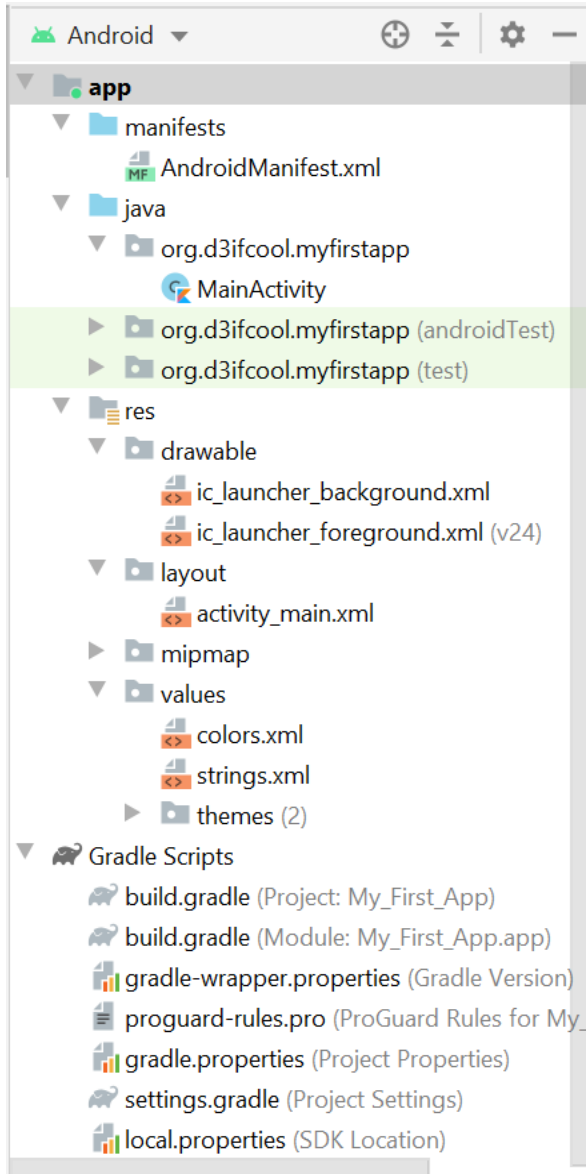 Android
app
manifests
MF AndroidManifest.xml
java
org.d3ifcool.myfirstapp
C MainActivity
org.d3ifcool.myfirstapp (androidTest)
org.d3ifcool.myfirstapp (test)
res
drawable
ic_launcher_background.xml
ic_launcher_foreground.xml (v24)
layout
activity_main.xml
mipmap
values
colors.xml
strings.xml
themes (2)
Gradle Scripts
build.gradle (Project: My_First_App)
build.gradle (Module: My_First_App.app)
gradle-wrapper.properties (Gradle Version)
proguard-rules.pro (ProGuard Rules for My_
gradle.properties (Project Properties)
settings.gradle (Project Settings)
local.properties (SDK Location)